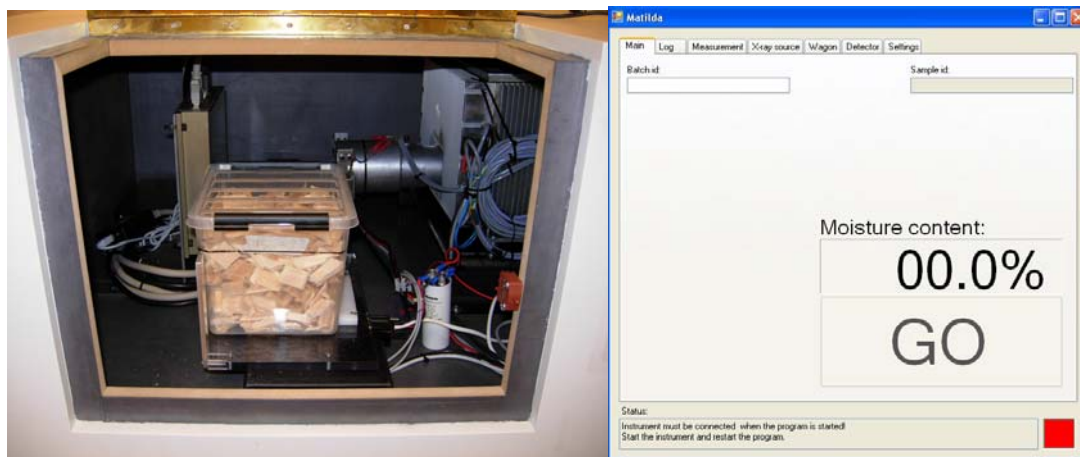 Matilda
Main Log Measurement X-ray source Wagon Detector Settings
Batch id: Sample id:
Moisture content:
00.0%
GO
Status:
Instrument must be connected when the program is started!
Start the instrument and restart the program.